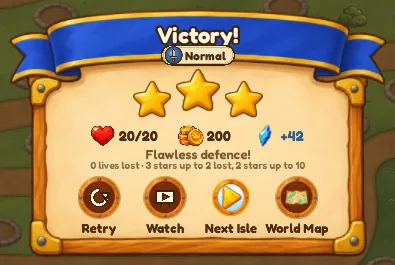 Victory!
Normal
20/20 200 +42
Flawless defence!
0 lives lost · 3 stars up to 2 lost, 2 stars up to 10
Retry Watch Next Isle World Map